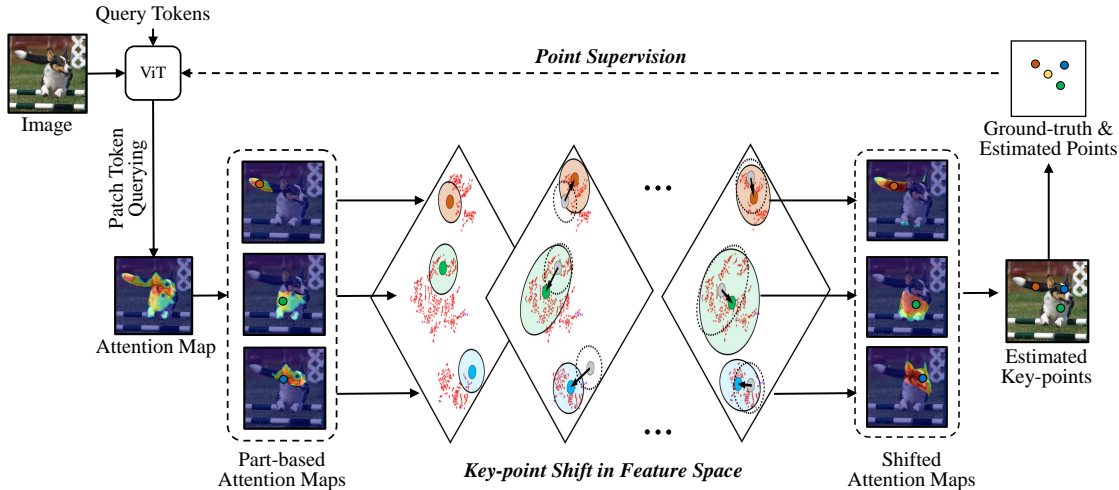 Query Tokens
ViT
Point Supervision
Image
Ground-truth &
Estimated Points
Patch Token
Querying
...
Attention Map
Estimated
Key-points
...
Part-based
Attention Maps
Key-point Shift in Feature Space
Shifted
Attention Maps